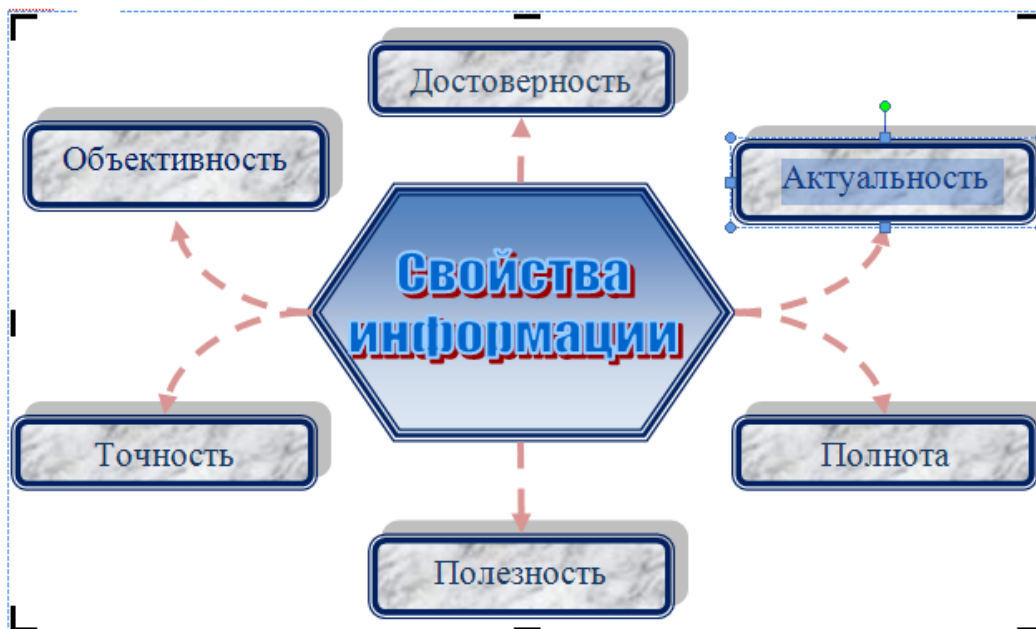 Достоверность
Объективность
Актуальность
Свойства
информации
Точность
Полнота
Полезность